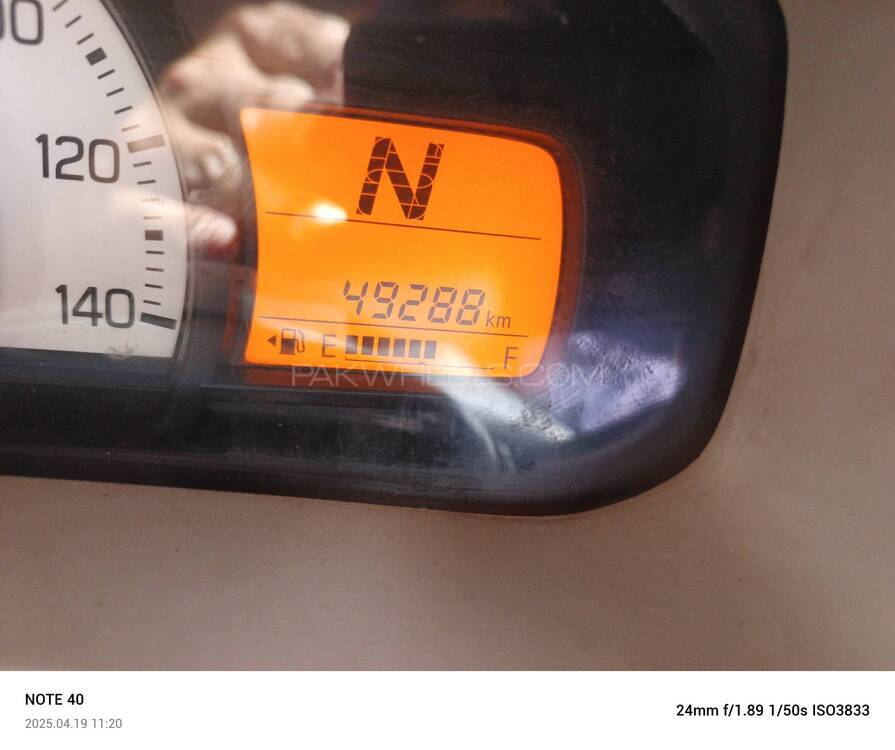 120
140
N
49288 km
E F
PAKWHEELS.COM
NOTE 40
2025.04.19 11:20
24mm f/1.89 1/50s ISO3833